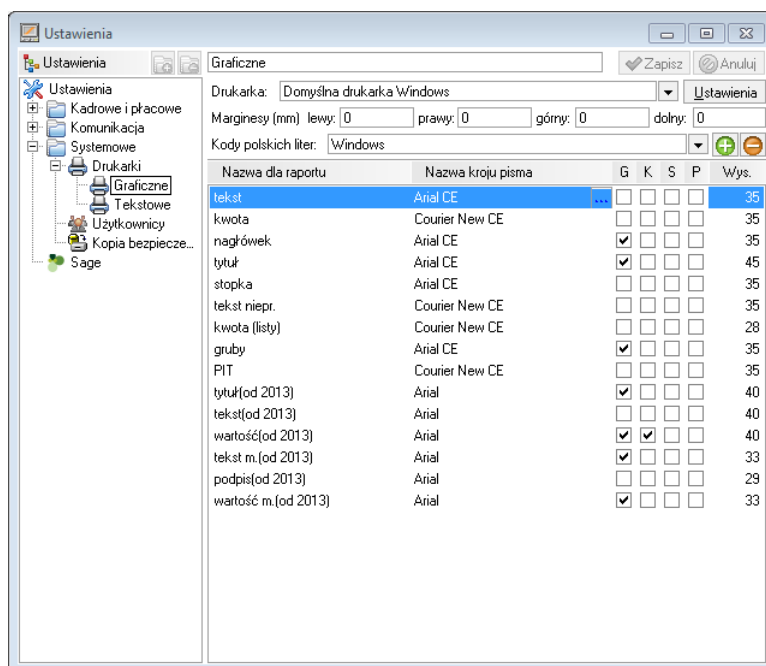 Ustawienia
Ustawienia
Graficzne
Zapisz
Anuluj
Ustawienia
Kadrowe i płacowe
Komunikacja
Systemowe
Drukarki
Graficzne
Tekstowe
Użytkownicy
Kopia bezpiecze...
Sage
Drukarka: Domyślna drukarka Windows
Ustawienia
Marginesy (mm) lewy: 0 prawy: 0 górny: 0 dolny: 0
Kody polskich liter: Windows
Nazwa dla raportu Nazwa kroju pisma G K S P Wys.
tekst Arial CE ... 35
kwota Courier New CE 35
nagłówek Arial CE 35
tytuł Arial CE 45
stopka Arial CE 35
tekst niepr. Courier New CE 35
kwota (listy) Courier New CE 28
gruby Arial CE 35
PIT Courier New CE 35
tytuł(od 2013) Arial 40
tekst(od 2013) Arial 40
wartość(od 2013) Arial 40
tekst m.(od 2013) Arial 33
podpis(od 2013) Arial 29
wartość m.(od 2013) Arial 33